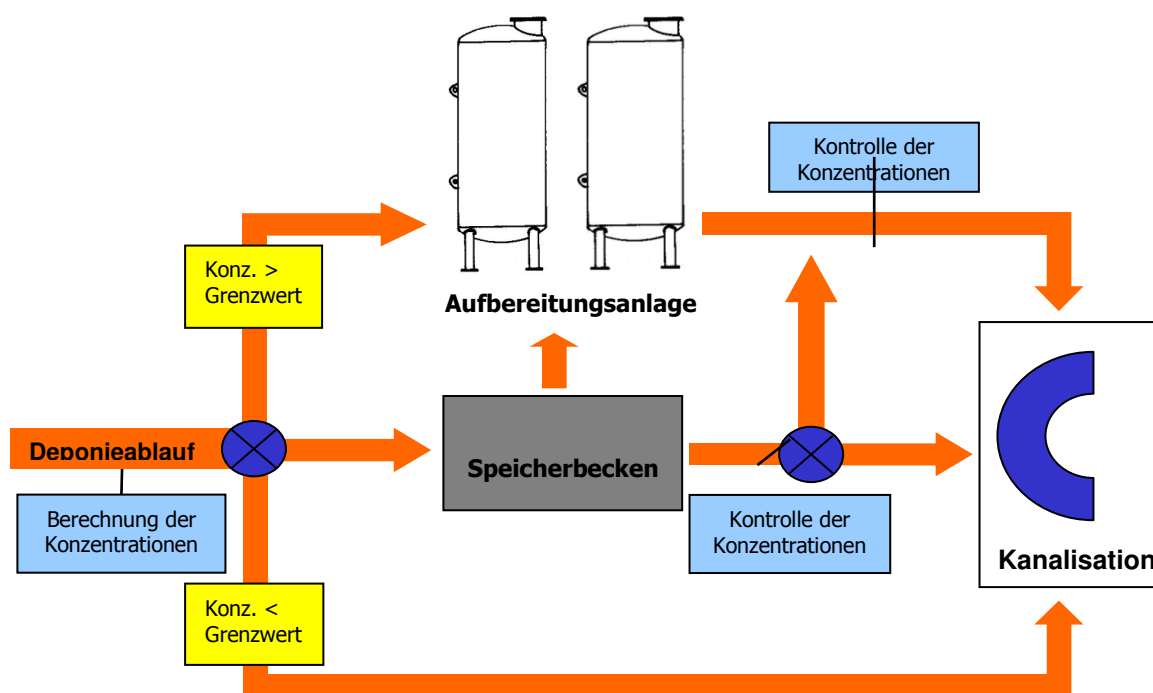 Kontrolle der
Konzentrationen
Konz. >
Grenzwert
Aufbereitungsanlage
Deponieablauf
Speicherbecken
Berechnung der
Konzentrationen
Kontrolle der
Konzentrationen
Kanalisation
Konz. <
Grenzwert